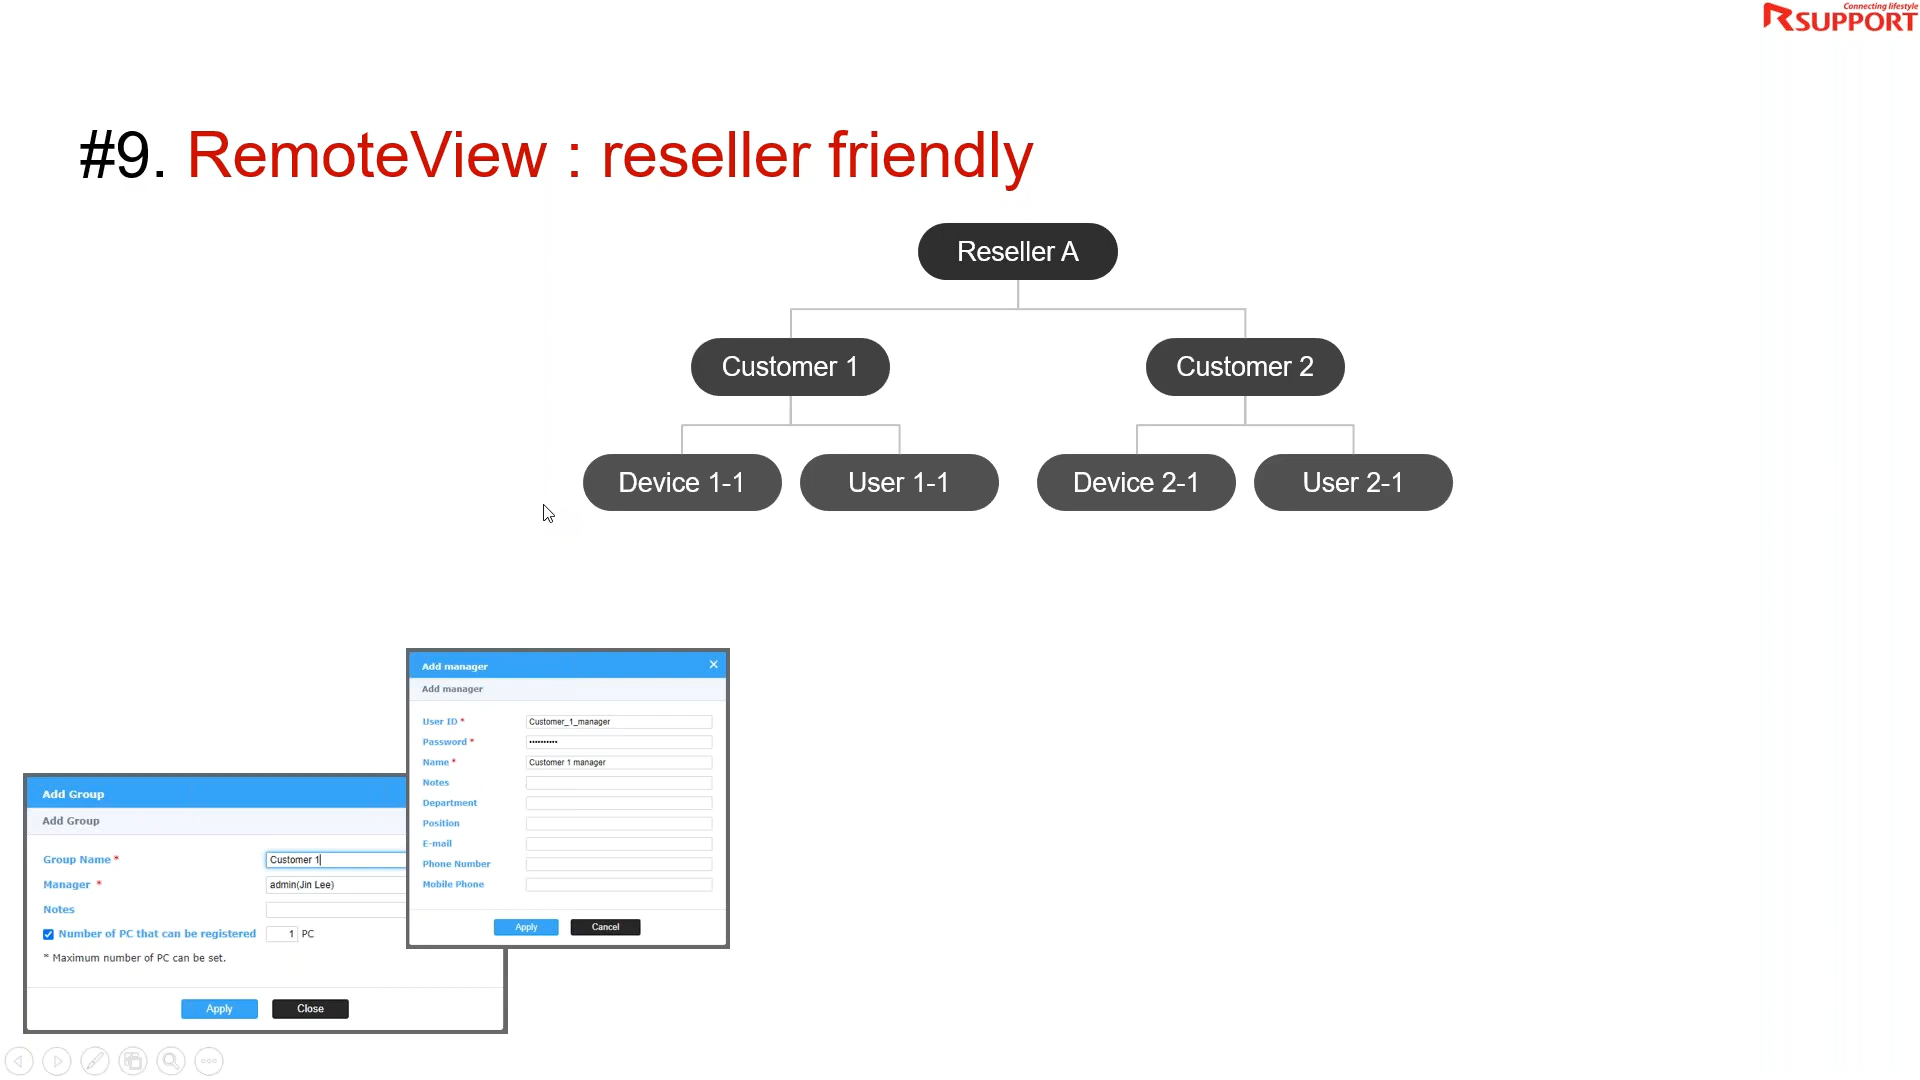 Connecting lifestyle
RSUPPORT
#9. RemoteView : reseller friendly
Reseller A
Customer 1
Customer 2
Device 1-1
User 1-1
Device 2-1
User 2-1
Add manager
Add manager
User ID * Customer_1_manager
Password * ••••••••••
Name * Customer 1 manager
Notes
Department
Position
E-mail
Phone Number
Mobile Phone
Apply Cancel
Add Group
Add Group
Group Name * Customer 1
Manager * admin(Jin Lee)
Notes
Number of PC that can be registered 1 PC
* Maximum number of PC can be set.
Apply Close